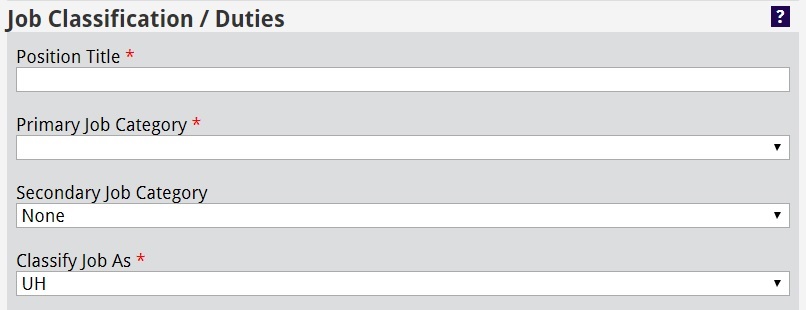 Job Classification / Duties ?
Position Title *
Primary Job Category *
Secondary Job Category
None
Classify Job As *
UH